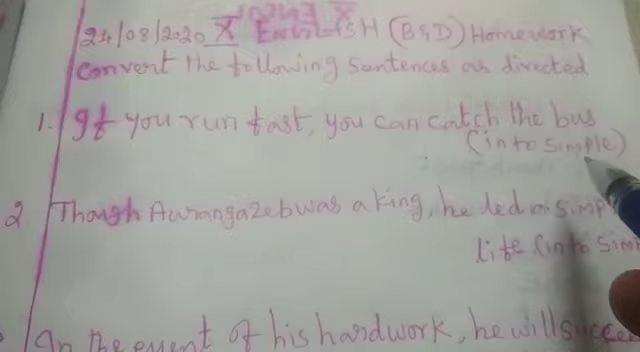 24/08/2020 X ENGLISH (B&D) Homework
Convert the following Sentences as directed
1. If you run fast, you can catch the bus
(into simple)
2 Though Aurangazeb was a king, he led a simp
life (into Sim
In the event of his hardwork, he will succee